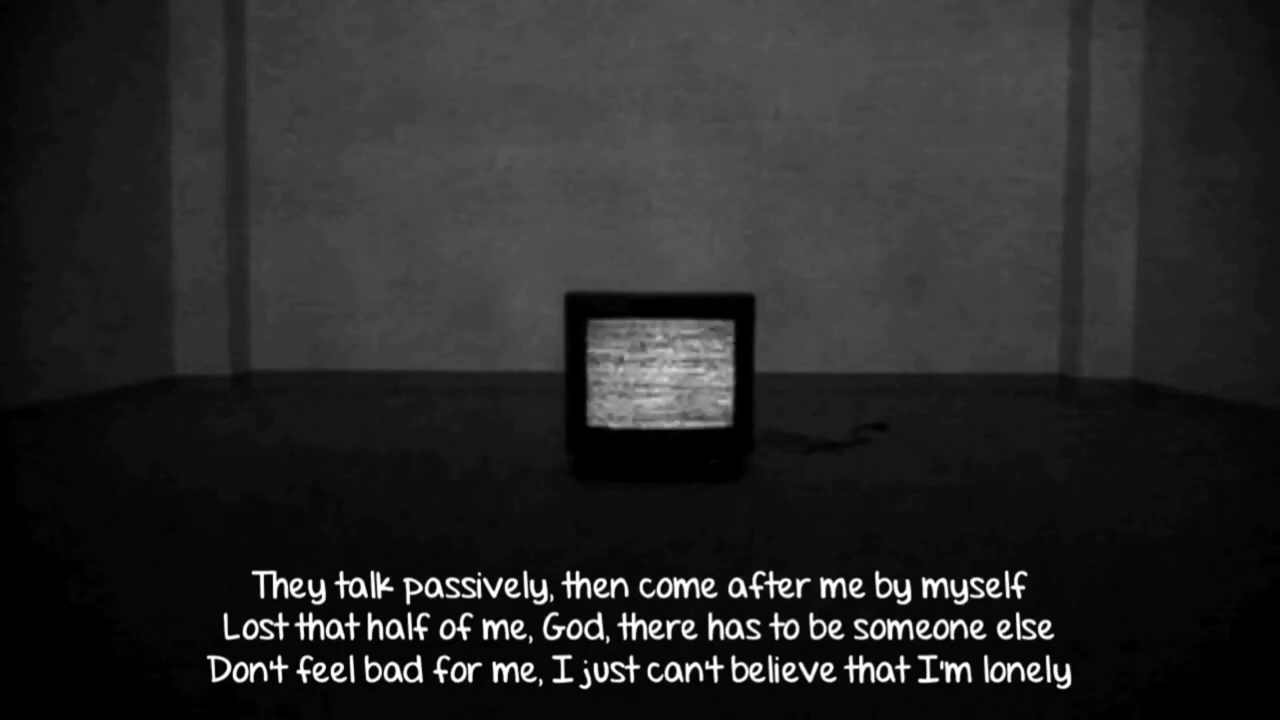 They talk passively, then come after me by myself
Lost that half of me, God, there has to be someone else
Don't feel bad for me, I just can't believe that I'm lonely